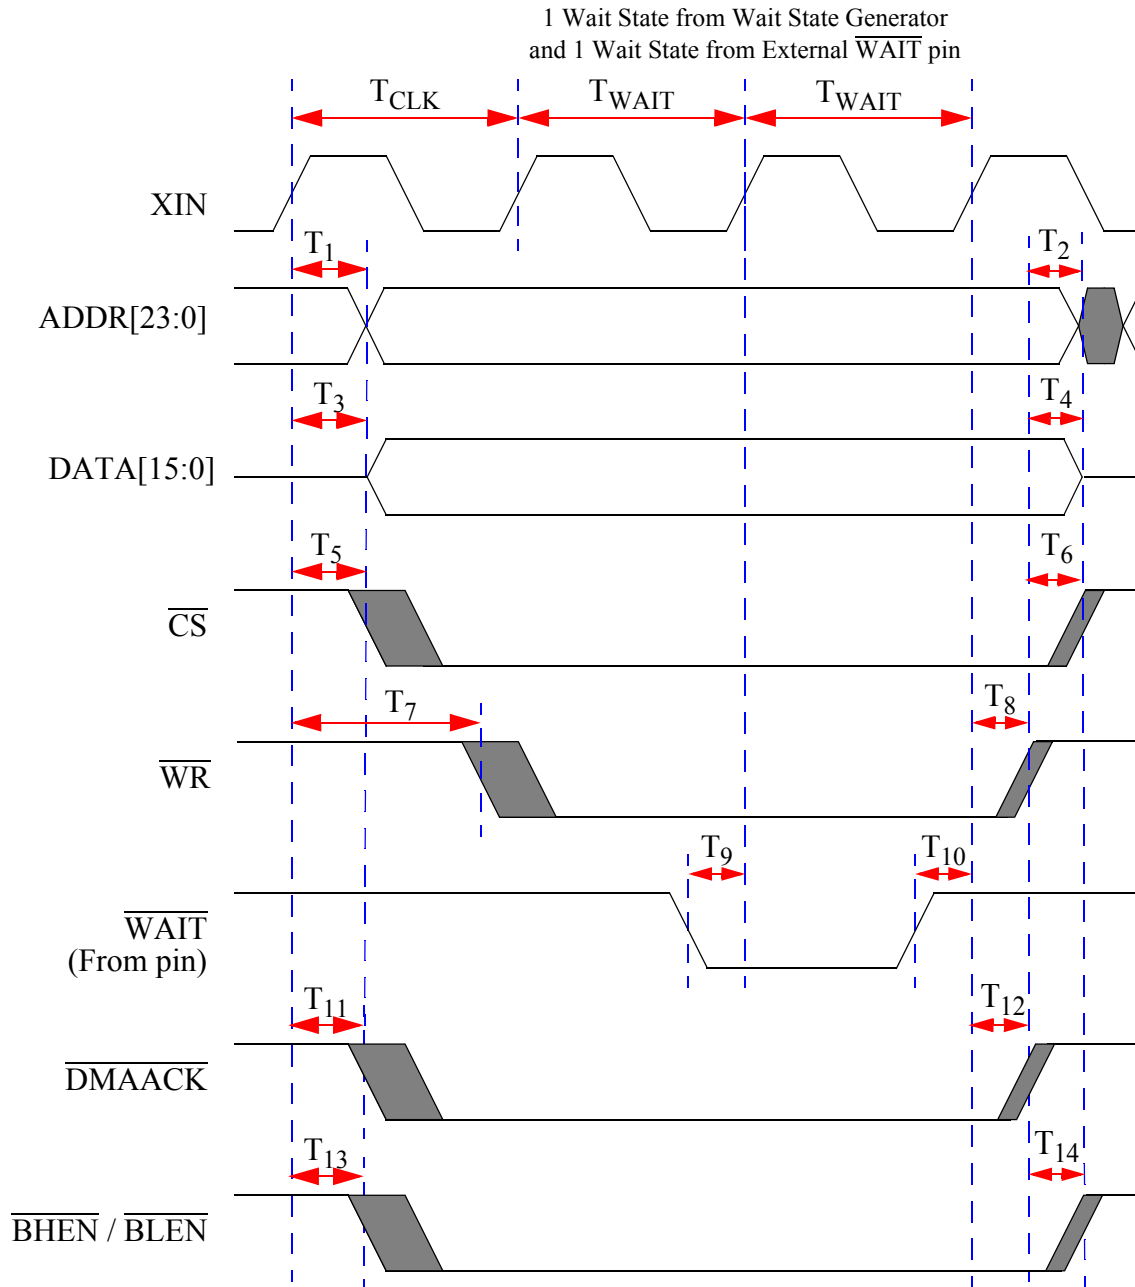 1 Wait State from Wait State Generator
and 1 Wait State from External WAIT pin
TCLK TWAIT TWAIT
XIN
T1 T2
ADDR[23:0]
T3 T4
DATA[15:0]
T5 T6
CS
T7 T8
WR
T9 T10
WAIT
(From pin)
T11 T12
DMAACK
T13 T14
BHEN / BLEN